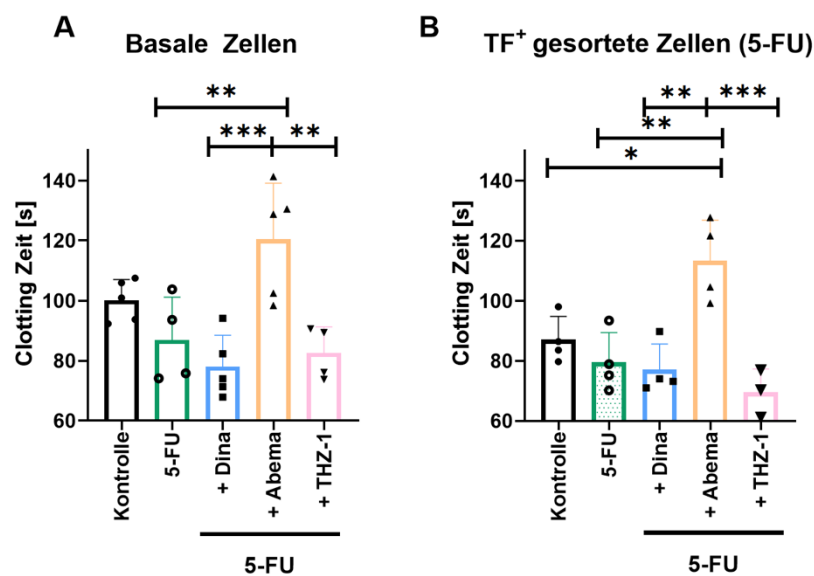 A
Basale Zellen
**
***
**
Clotting Zeit [s]
140
120
100
80
60
Kontrolle
5-FU
+ Dina
+ Abema
+ THZ-1
5-FU
B
TF+ gesortete Zellen (5-FU)
**
***
**
*
Clotting Zeit [s]
140
120
100
80
60
Kontrolle
5-FU
+ Dina
+ Abema
+ THZ-1
5-FU